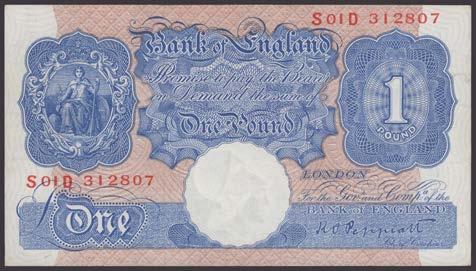 S01D 312807
Bank of England
Promise to pay the Bearer
on Demand the sum of
One Pound
1
POUND
S01D 312807
LONDON
For the Gov.r and Comp.a of the
BANK OF ENGLAND
K.O. Peppiatt
Chief Cashier
£One